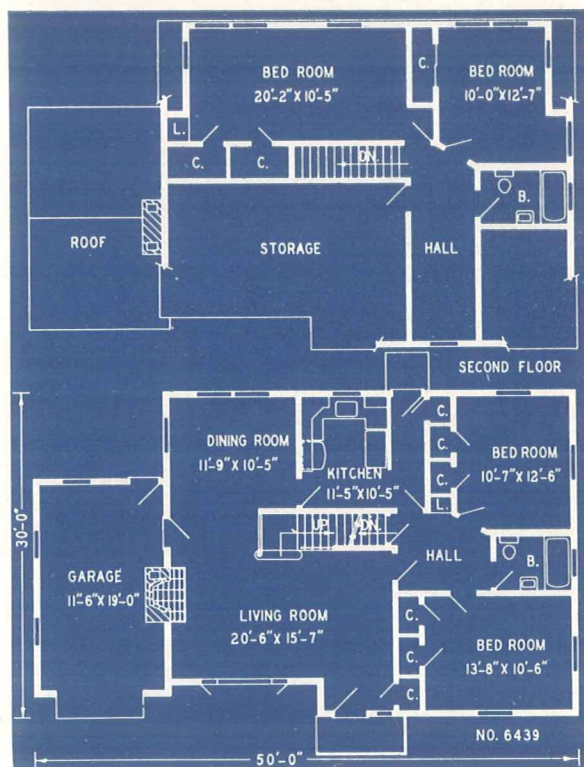 BED ROOM
20'-2" X 10'-5"
C.
BED ROOM
10'-0" X 12'-7"
L.
C.
C.
DN.
B.
ROOF
STORAGE
HALL
SECOND FLOOR
DINING ROOM
11'-9" X 10'-5"
KITCHEN
11'-5" X 10'-5"
C.
C.
C.
L.
BED ROOM
10'-7" X 12'-6"
30'-0"
UP
DN.
HALL
B.
GARAGE
11'-6" X 19'-0"
LIVING ROOM
20'-6" X 15'-7"
C.
C.
C.
BED ROOM
13'-8" X 10'-6"
NO. 6439
50'-0"